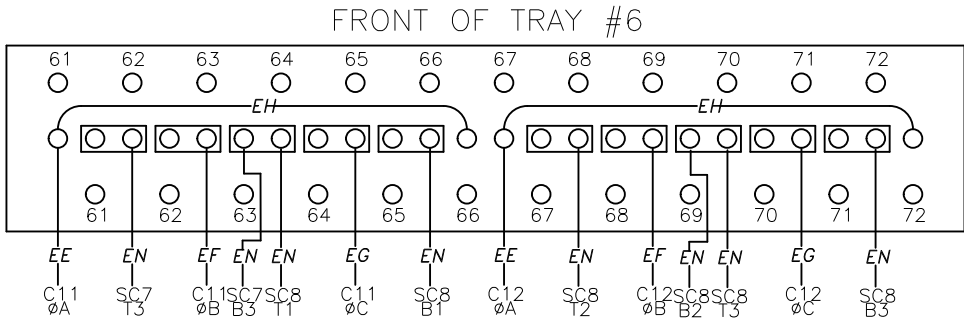 FRONT OF TRAY #6
61 62 63 64 65 66 67 68 69 70 71 72
EH EH
61 62 63 64 65 66 67 68 69 70 71 72
EE EN EF EN EN EG EN EE EN EF EN EN EG EN
C11 SC7 C11 SC7 SC8 C11 SC8 C12 SC8 C12 SC8 SC8 C12 SC8
ØA T3 ØB B3 T1 ØC B1 ØA T2 ØB B2 T3 ØC B3